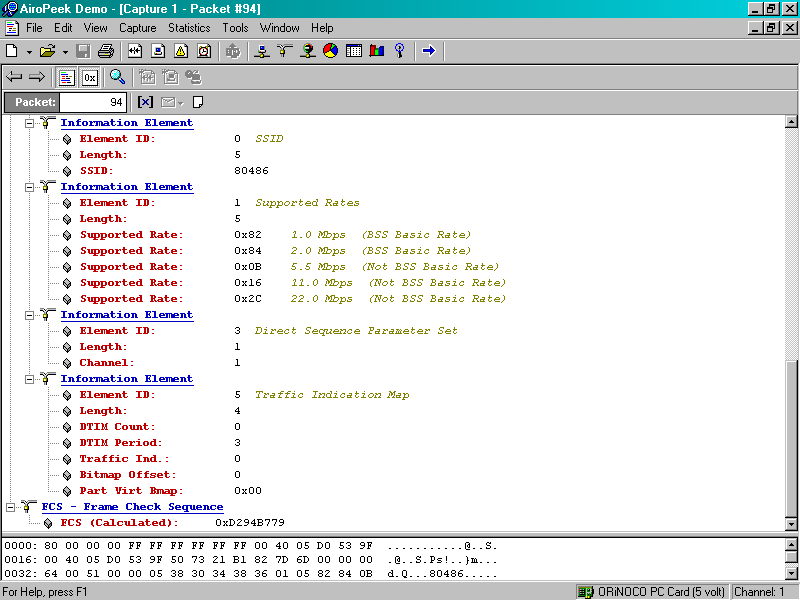 AiroPeek Demo - [Capture 1 - Packet #94]
File Edit View Capture Statistics Tools Window Help
0x
Packet: 94 [x]
Information Element
Element ID: 0 SSID
Length: 5
SSID: 80486
Information Element
Element ID: 1 Supported Rates
Length: 5
Supported Rate: 0x82 1.0 Mbps (BSS Basic Rate)
Supported Rate: 0x84 2.0 Mbps (BSS Basic Rate)
Supported Rate: 0x0B 5.5 Mbps (Not BSS Basic Rate)
Supported Rate: 0x16 11.0 Mbps (Not BSS Basic Rate)
Supported Rate: 0x2C 22.0 Mbps (Not BSS Basic Rate)
Information Element
Element ID: 3 Direct Sequence Parameter Set
Length: 1
Channel: 1
Information Element
Element ID: 5 Traffic Indication Map
Length: 4
DTIM Count: 0
DTIM Period: 3
Traffic Ind.: 0
Bitmap Offset: 0
Part Virt Bmap: 0x00
FCS - Frame Check Sequence
FCS (Calculated): 0xD294B779
0000: 80 00 00 00 FF FF FF FF FF FF 00 40 05 D0 53 9F ...........@..S.
0016: 00 40 05 D0 53 9F 50 73 21 B1 82 7D 6D 00 00 00 .@..S.Ps!..}m...
0032: 64 00 51 00 00 05 38 30 34 38 36 01 05 82 84 0B d.Q...80486.....
For Help, press F1 ORiNOCO PC Card (5 volt) Channel: 1